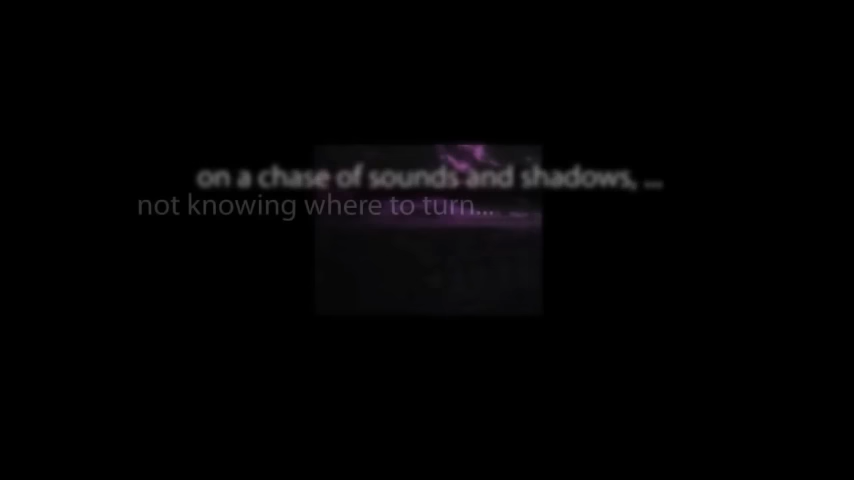 on a chase of sounds and shadows, ...
not knowing where to turn...